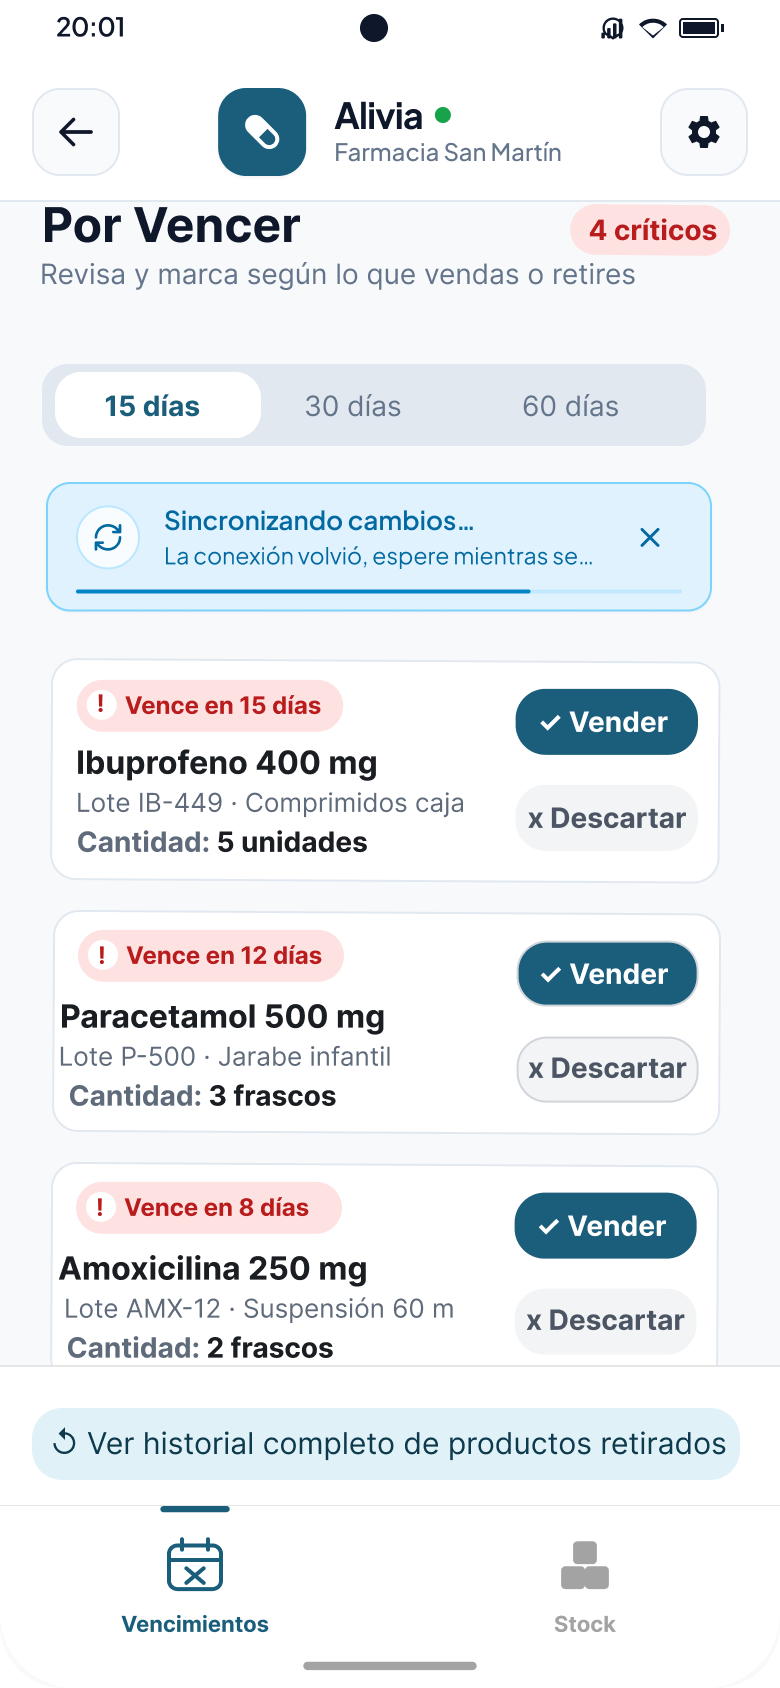 20:01
Alivia
Farmacia San Martín
Por Vencer
4 críticos
Revisa y marca según lo que vendas o retires
15 días
30 días
60 días
Sincronizando cambios...
La conexión volvió, espere mientras se...
! Vence en 15 días
✓ Vender
Ibuprofeno 400 mg
Lote IB-449 · Comprimidos caja
x Descartar
Cantidad: 5 unidades
! Vence en 12 días
✓ Vender
Paracetamol 500 mg
Lote P-500 · Jarabe infantil
x Descartar
Cantidad: 3 frascos
! Vence en 8 días
✓ Vender
Amoxicilina 250 mg
Lote AMX-12 · Suspensión 60 m
x Descartar
Cantidad: 2 frascos
Ver historial completo de productos retirados
Vencimientos
Stock